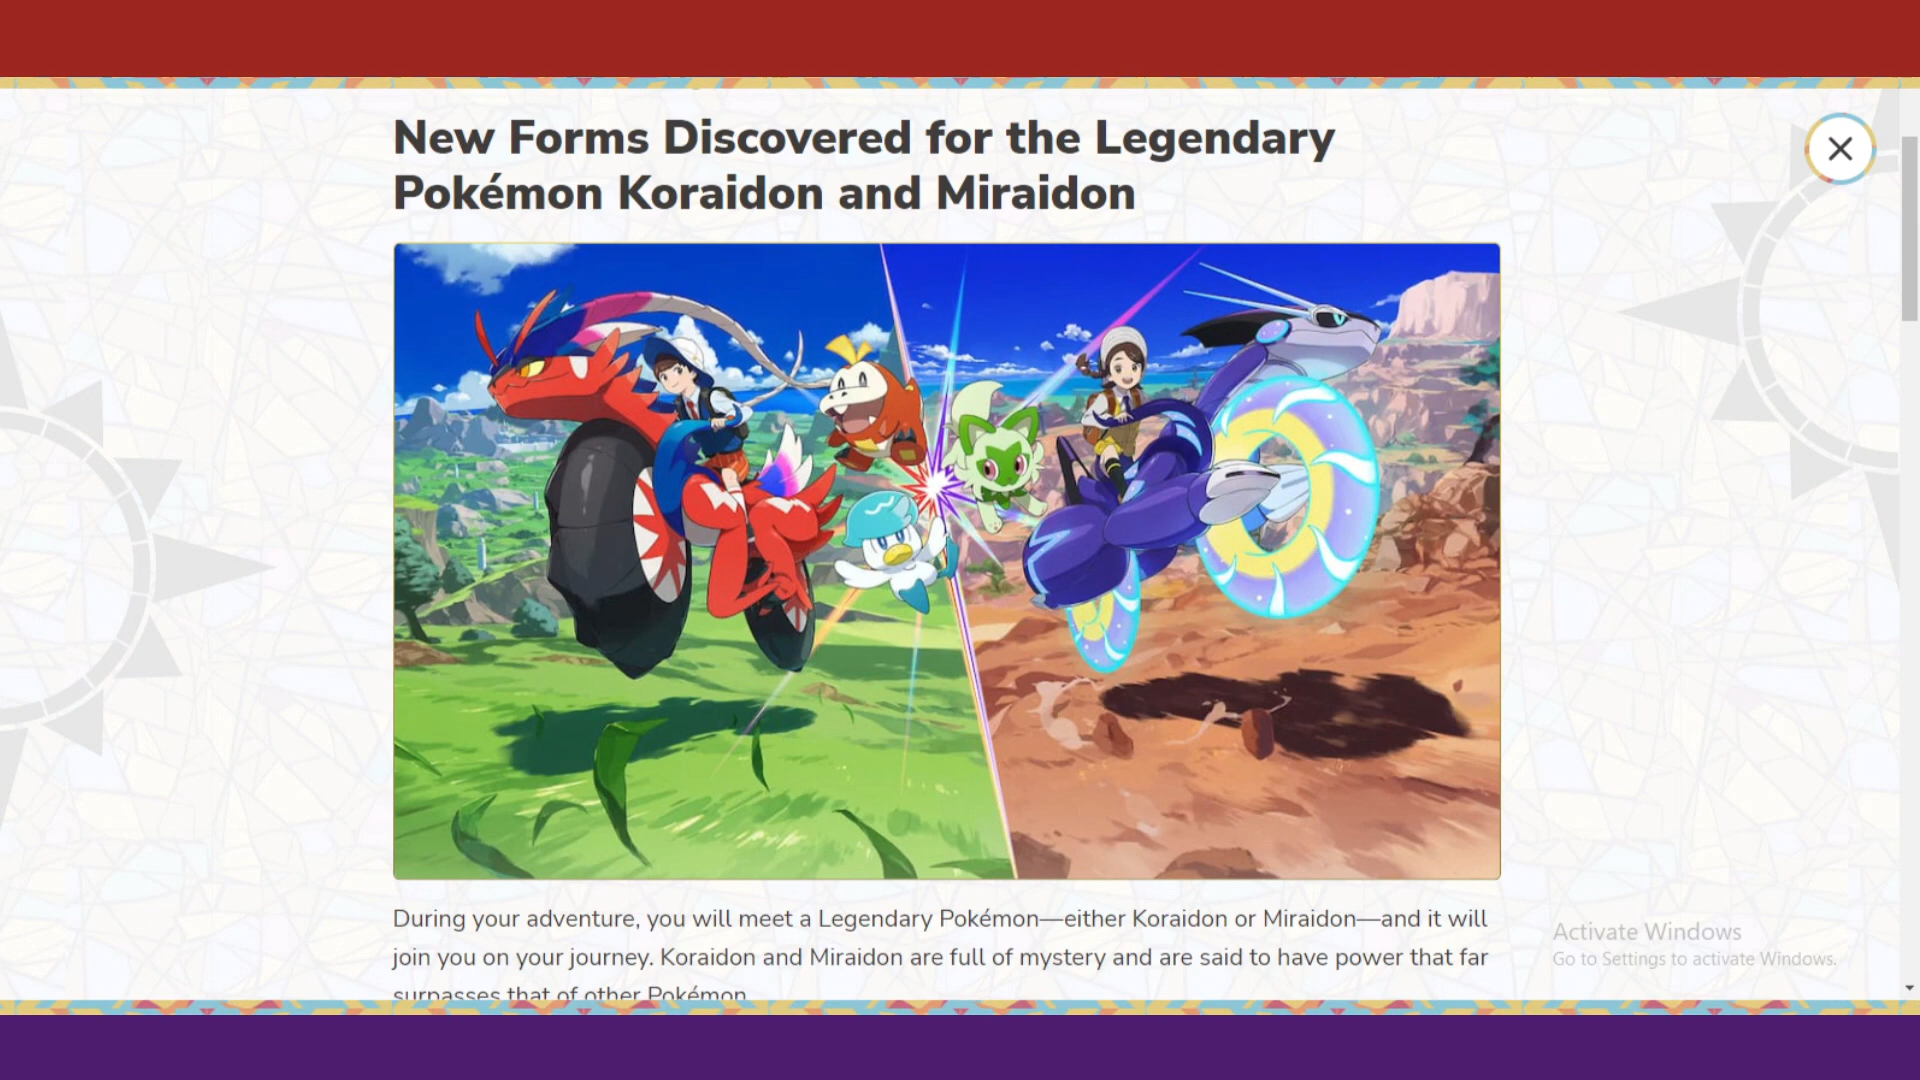 New Forms Discovered for the Legendary
Pokémon Koraidon and Miraidon
During your adventure, you will meet a Legendary Pokémon—either Koraidon or Miraidon—and it will
join you on your journey. Koraidon and Miraidon are full of mystery and are said to have power that far
surpasses that of other Pokémon.
Activate Windows
Go to Settings to activate Windows.